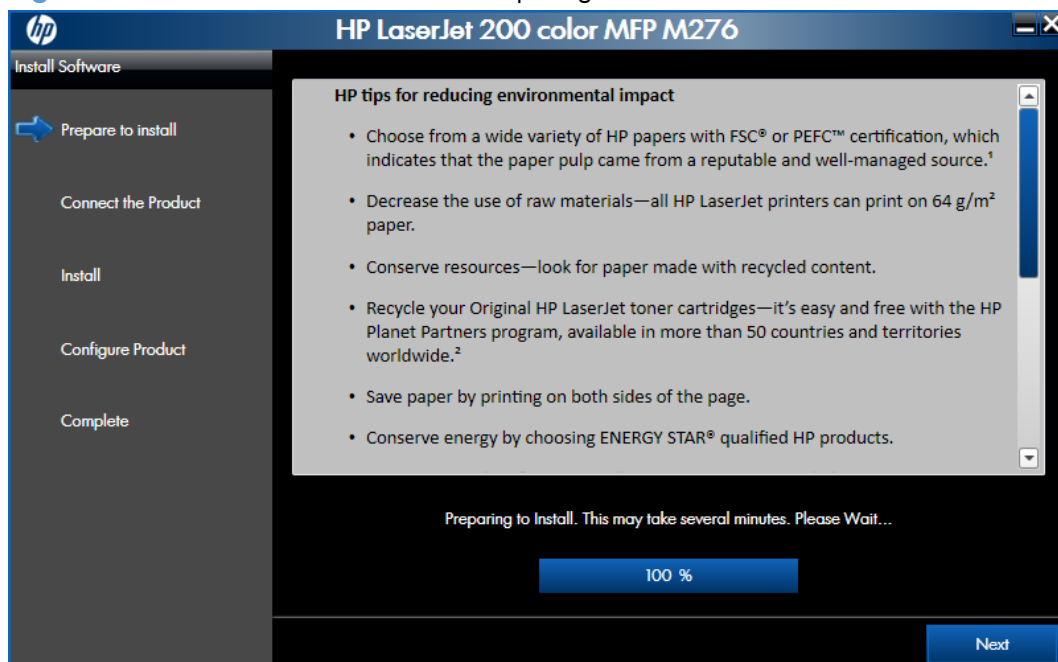 hp
HP LaserJet 200 color MFP M276
Install Software
Prepare to install
Connect the Product
Install
Configure Product
Complete
HP tips for reducing environmental impact
• Choose from a wide variety of HP papers with FSC® or PEFC™ certification, which
indicates that the paper pulp came from a reputable and well-managed source.¹
• Decrease the use of raw materials—all HP LaserJet printers can print on 64 g/m²
paper.
• Conserve resources—look for paper made with recycled content.
• Recycle your Original HP LaserJet toner cartridges—it's easy and free with the HP
Planet Partners program, available in more than 50 countries and territories
worldwide.²
• Save paper by printing on both sides of the page.
• Conserve energy by choosing ENERGY STAR® qualified HP products.
Preparing to Install. This may take several minutes. Please Wait...
100 %
Next